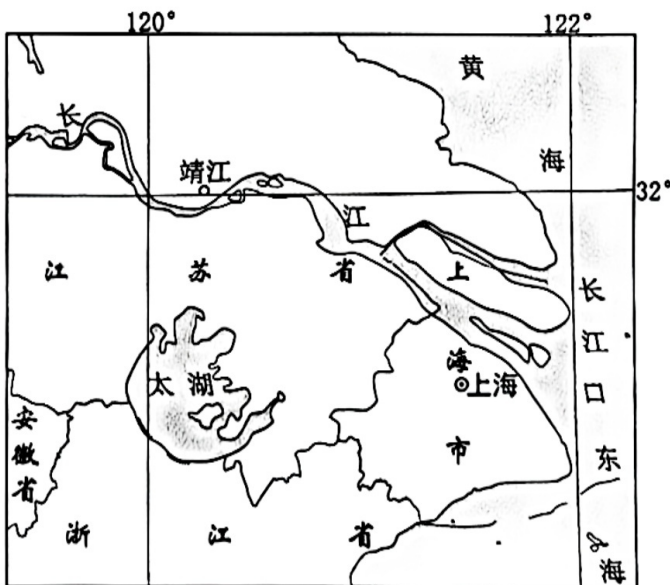 120°
122°
黄
海
长
靖江
32°
江
江
苏
省
上
长
江
口
太湖
海
上海
安
徽
省
市
东
浙
江
省
海